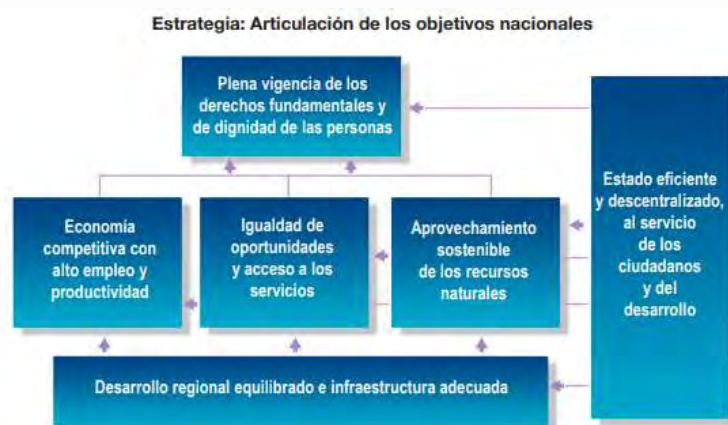 Estrategia: Articulación de los objetivos nacionales
Plena vigencia de los
derechos fundamentales y
de dignidad de las personas
Economía
competitiva con
alto empleo y
productividad
Igualdad de
oportunidades
y acceso a los
servicios
Aprovechamiento
sostenible
de los recursos
naturales
Estado eficiente
y descentralizado,
al servicio
de los
ciudadanos
y del
desarrollo
Desarrollo regional equilibrado e infraestructura adecuada